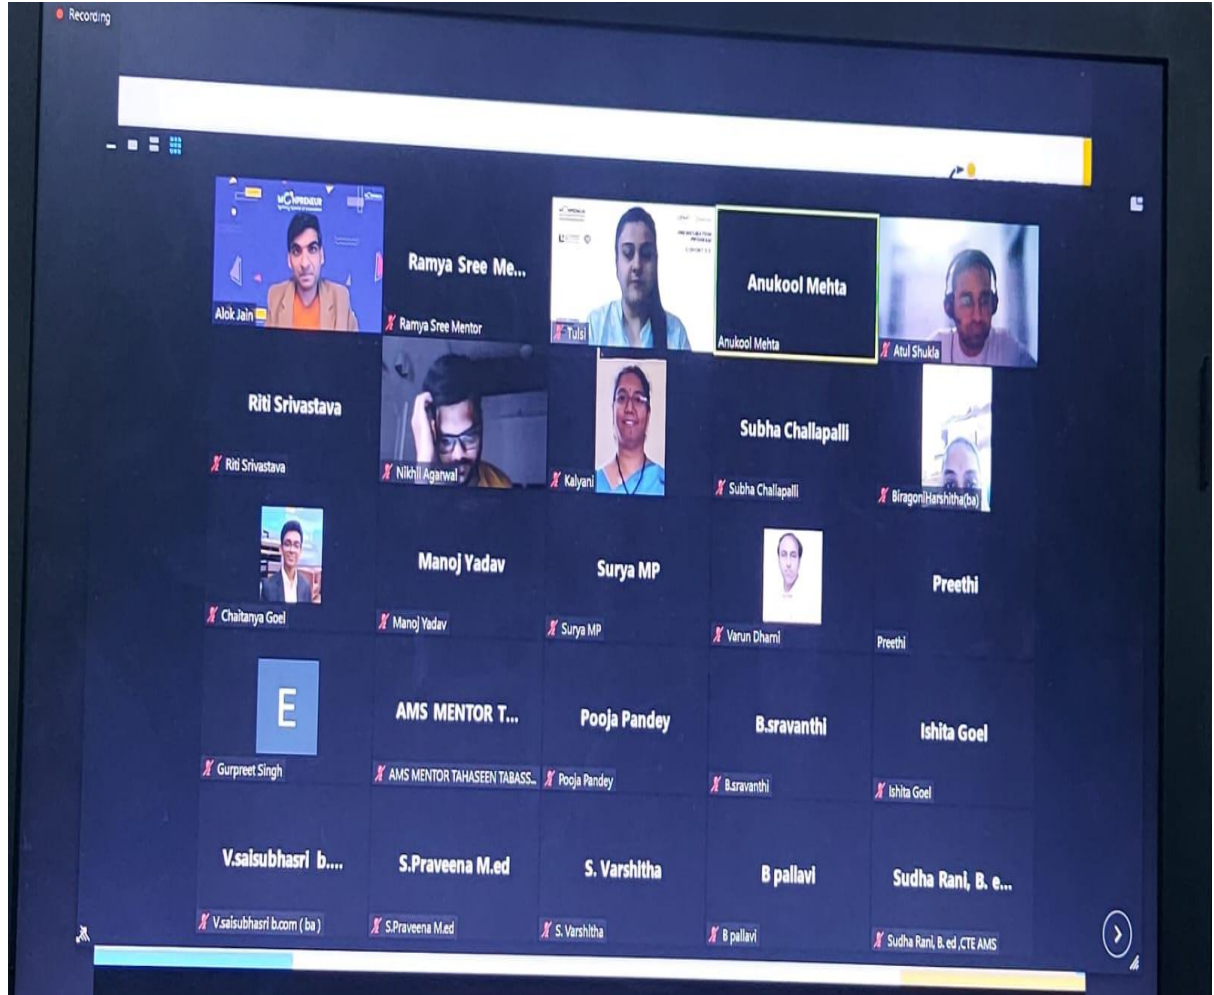 Recording
MOMPRENEUR
Alok Jain
Ramya Sree Me...
Ramya Sree Mentor
Tulsi
Anukool Mehta
Anukool Mehta
Atul Shukla
Riti Srivastava
Riti Srivastava
Nikhil Agarwal
Kalyani
Subha Challapalli
Subha Challapalli
BiragoniHarshitha(ba)
Chaitanya Goel
Manoj Yadav
Manoj Yadav
Surya MP
Surya MP
Varun Dhami
Preethi
Preethi
E
Gurpreet Singh
AMS MENTOR T...
AMS MENTOR TAHASEEN TABASS...
Pooja Pandey
Pooja Pandey
B.sravanthi
B.sravanthi
Ishita Goel
Ishita Goel
V.saisubhasri b....
V.saisubhasri b.com ( ba )
S.Praveena M.ed
S.Praveena M.ed
S. Varshitha
S. Varshitha
B pallavi
B pallavi
Sudha Rani, B. e...
Sudha Rani, B. ed ,CTE AMS